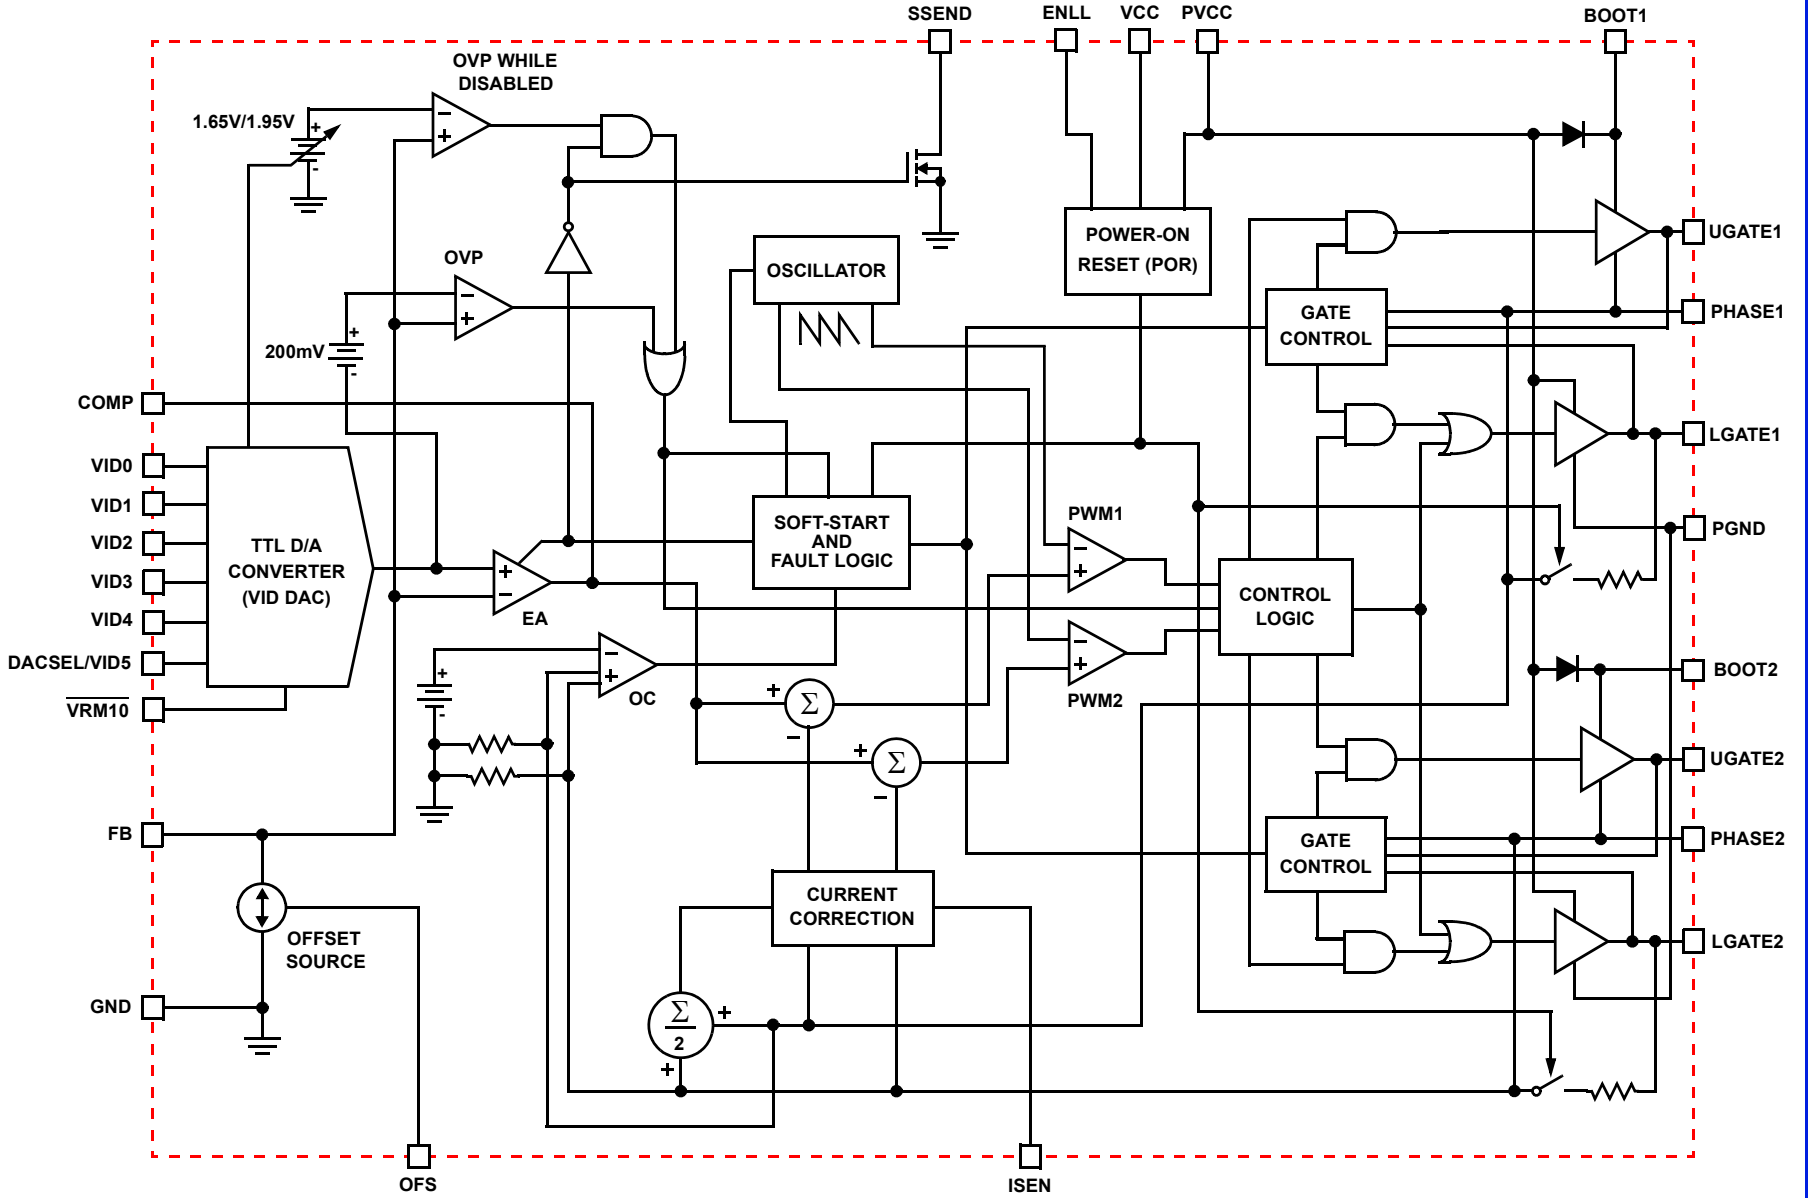 SSEND
ENLL
VCC
PVCC
BOOT1
OVP WHILE
DISABLED
1.65V/1.95V
+
-
−
+
UGATE1
POWER-ON
RESET (POR)
OVP
OSCILLATOR
−
+
PHASE1
GATE
CONTROL
200mV
+
-
COMP
LGATE1
VID0
VID1
VID2
VID3
VID4
DACSEL/VID5
VRM10
TTL D/A
CONVERTER
(VID DAC)
+
−
EA
SOFT-START
AND
FAULT LOGIC
PWM1
−
+
PGND
CONTROL
LOGIC
−
+
PWM2
−
+
OC
+
-
+
Σ
−
+
Σ
−
BOOT2
UGATE2
FB
GATE
CONTROL
PHASE2
CURRENT
CORRECTION
OFFSET
SOURCE
LGATE2
GND
Σ
2
+
+
OFS
ISEN